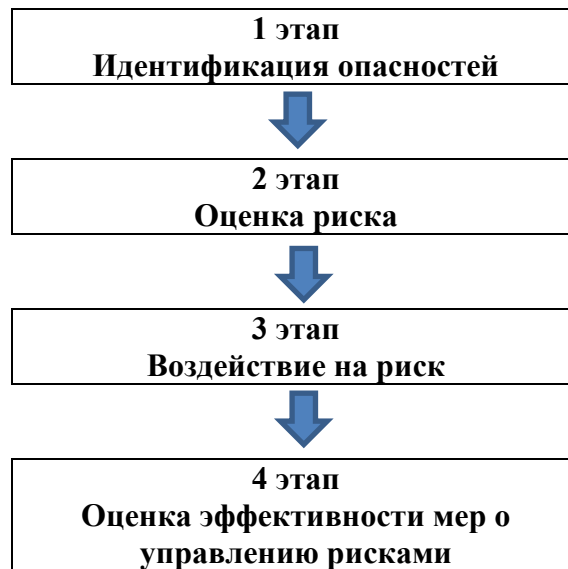 1 этап
Идентификация опасностей
2 этап
Оценка риска
3 этап
Воздействие на риск
4 этап
Оценка эффективности мер о
управлению рисками